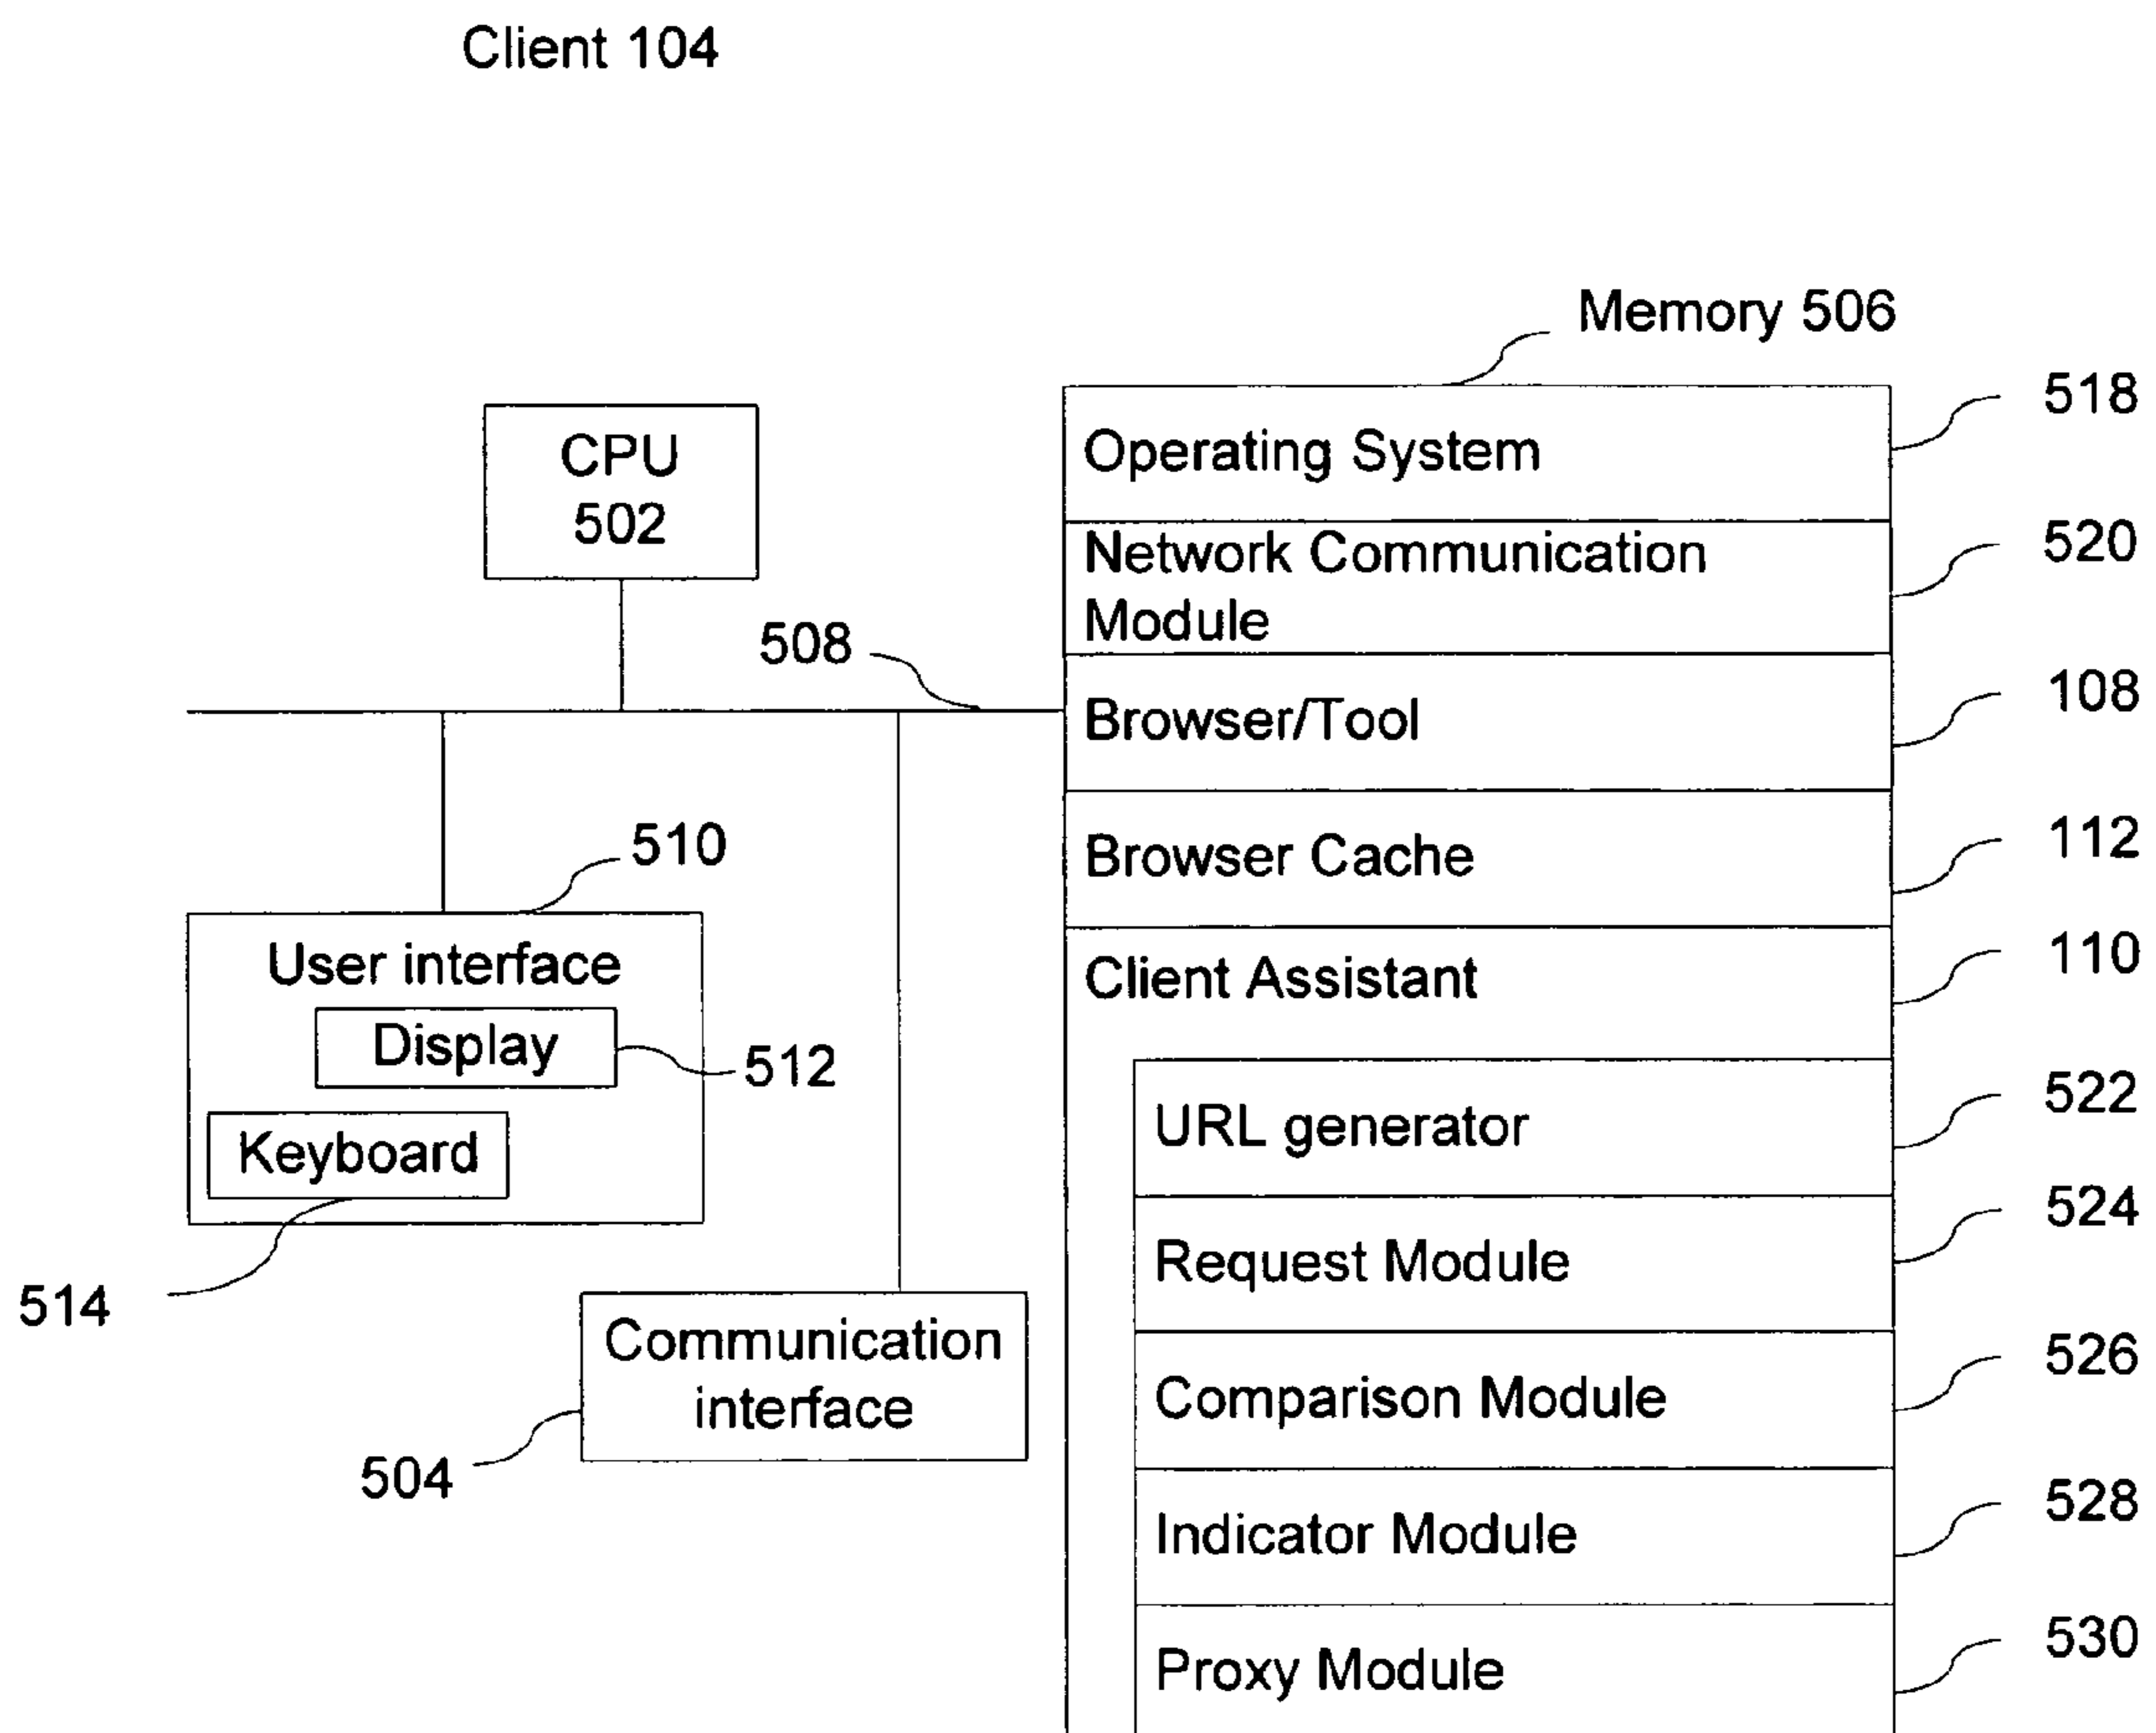 Client 104
Memory 506
CPU
502
508
510
User interface
Display
512
Keyboard
514
Communication
interface
504
Operating System
518
Network Communication
Module
520
Browser/Tool
108
Browser Cache
112
Client Assistant
110
URL generator
522
Request Module
524
Comparison Module
526
Indicator Module
528
Proxy Module
530